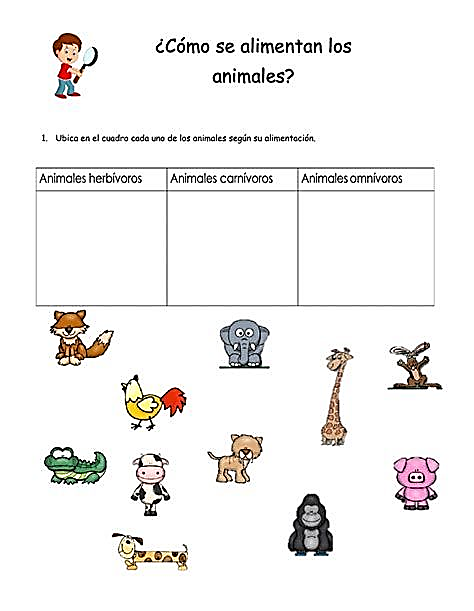 ¿Cómo se alimentan los
animales?
1. Ubica en el cuadro cada uno de los animales según su alimentación.
Animales herbívoros Animales carnívoros Animales omnívoros